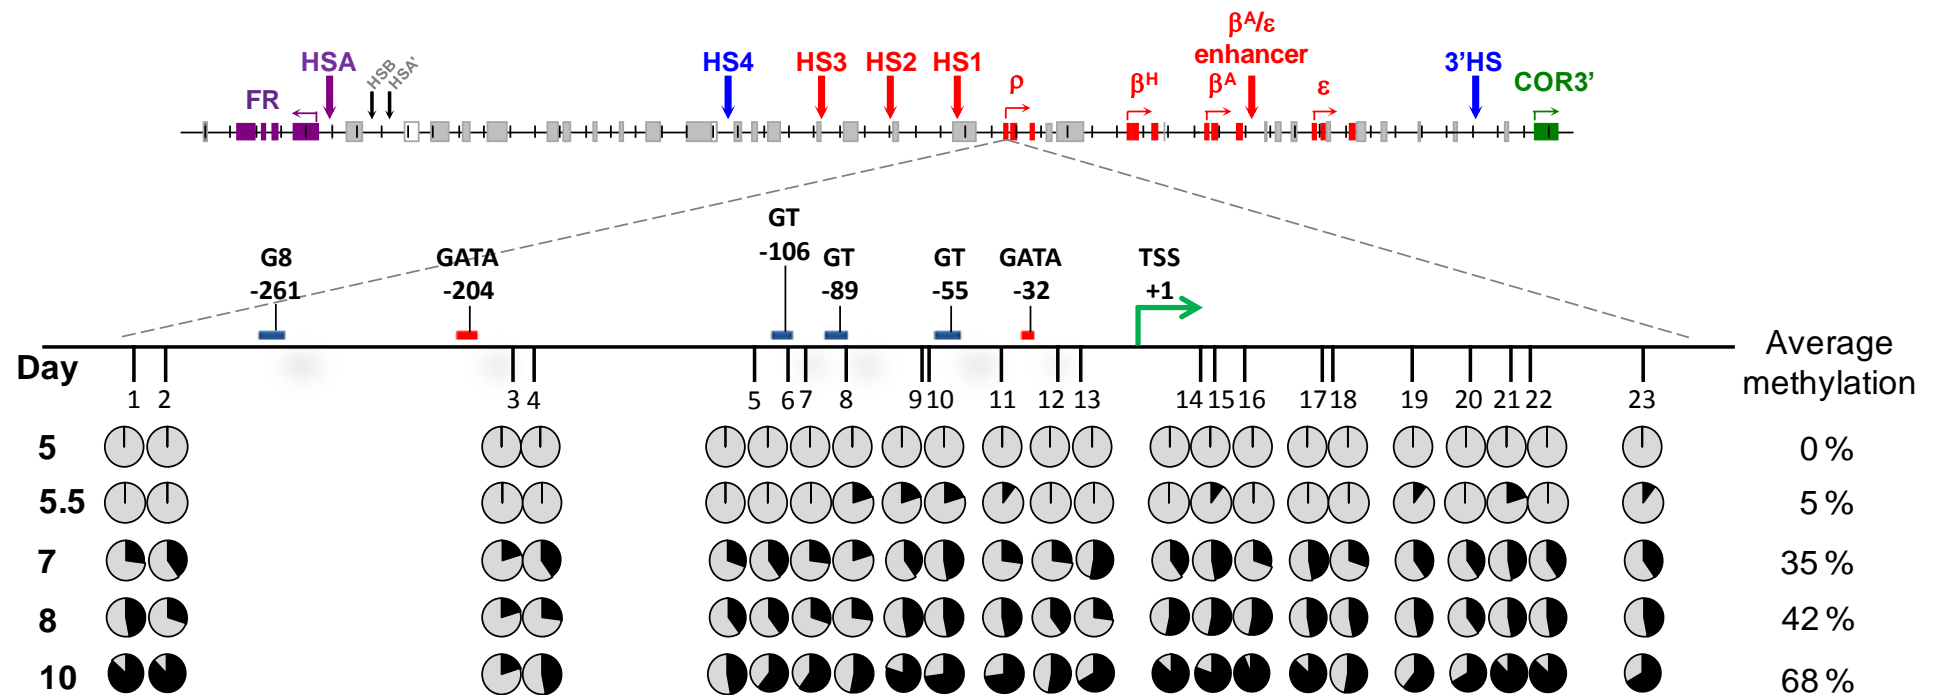 βᴬ/ε
enhancer
HSA
HSB
HSA'
HS4
HS3
HS2
HS1
3'HS
FR
ρ
βᴴ
βᴬ
ε
COR3'
GT
-106
G8
-261
GATA
-204
GT
-89
GT
-55
GATA
-32
TSS
+1
Day
Average
methylation
1 2 3 4 5 6 7 8 9 10 11 12 13 14 15 16 17 18 19 20 21 22 23
5 0 %
5.5 5 %
7 35 %
8 42 %
10 68 %